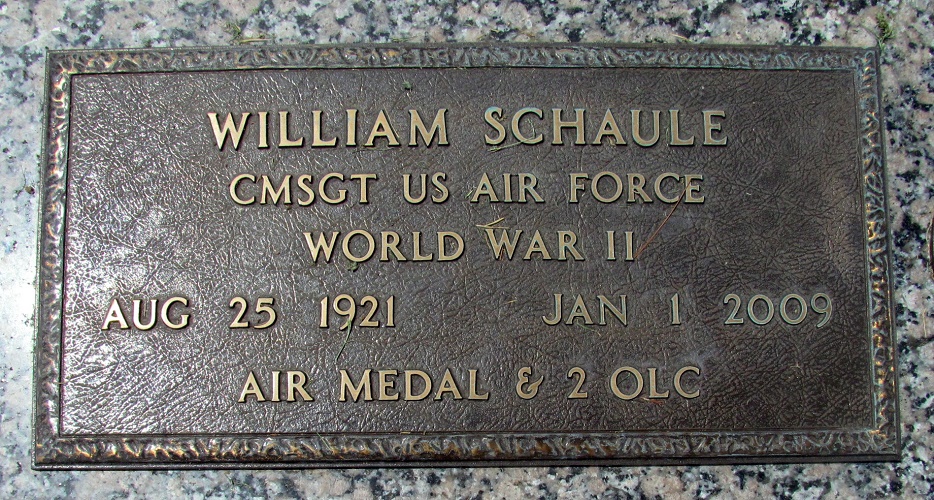 WILLIAM SCHAULE
CMSGT US AIR FORCE
WORLD WAR II
AUG 25 1921 JAN 1 2009
AIR MEDAL & 2 OLC